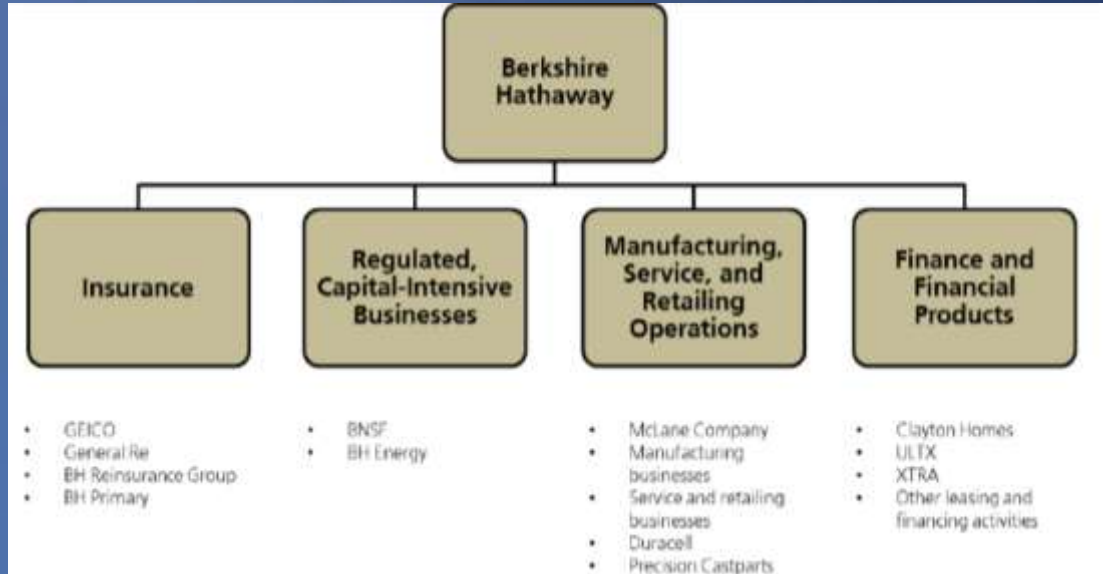 Berkshire
Hathaway
Insurance
Regulated,
Capital-Intensive
Businesses
Manufacturing,
Service, and
Retailing
Operations
Finance and
Financial
Products
• GEICO
• General Re
• BH Reinsurance Group
• BH Primary
• BNSF
• BH Energy
• McLane Company
• Manufacturing
businesses
• Service and retailing
businesses
• Duracell
• Precision Castparts
• Clayton Homes
• ULTX
• XTRA
• Other leasing and
financing activities